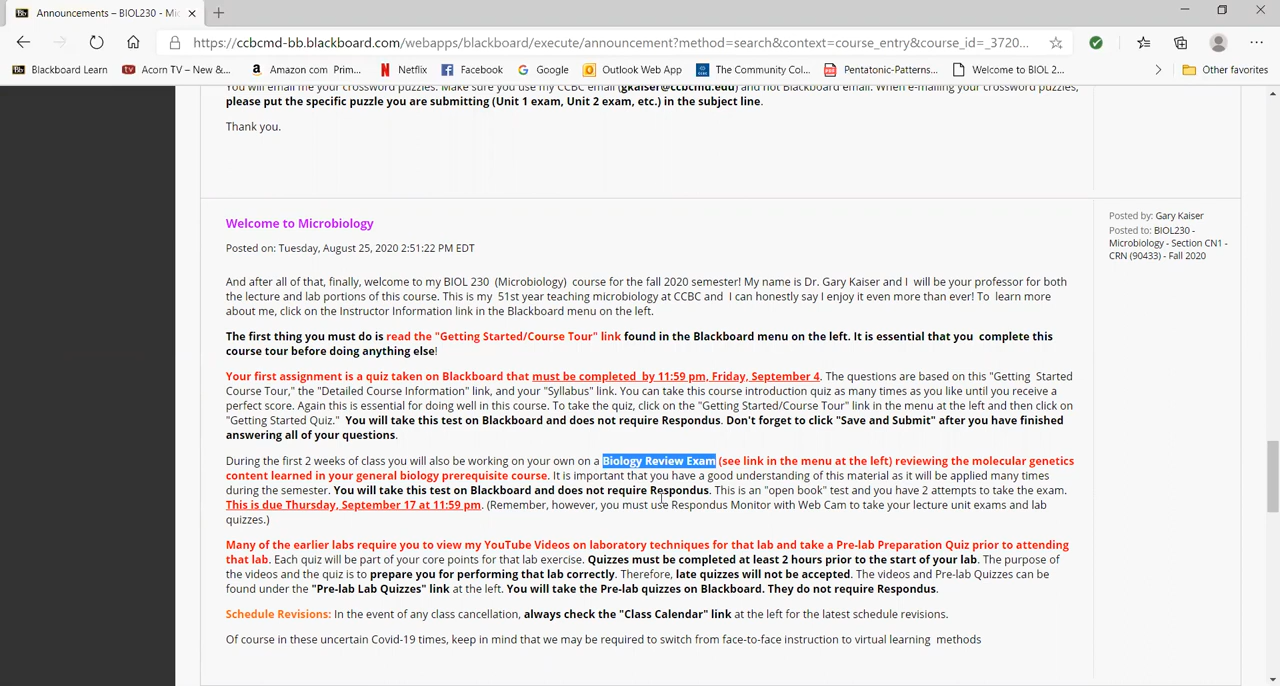 Announcements – BIOL230 - Mic
https://ccbcmd-bb.blackboard.com/webapps/blackboard/execute/announcement?method=search&context=course_entry&course_id=_3720...
Blackboard Learn
Acorn TV – New &...
Amazon com Prim...
Netflix
Facebook
Google
Outlook Web App
The Community Col...
Pentatonic-Patterns...
Welcome to BIOL 2...
Other favorites
You will email me your crossword puzzles. Make sure you use my CCBC email (gkaiser@ccbcmd.edu) and not Blackboard email. When e-mailing your crossword puzzles,
please put the specific puzzle you are submitting (Unit 1 exam, Unit 2 exam, etc.) in the subject line.
Thank you.
Welcome to Microbiology
Posted on: Tuesday, August 25, 2020 2:51:22 PM EDT
Posted by: Gary Kaiser
Posted to: BIOL230 -
Microbiology - Section CN1 -
CRN (90433) - Fall 2020
And after all of that, finally, welcome to my BIOL 230 (Microbiology) course for the fall 2020 semester! My name is Dr. Gary Kaiser and I will be your professor for both
the lecture and lab portions of this course. This is my 51st year teaching microbiology at CCBC and I can honestly say I enjoy it even more than ever! To learn more
about me, click on the Instructor Information link in the Blackboard menu on the left.
The first thing you must do is read the "Getting Started/Course Tour" link found in the Blackboard menu on the left. It is essential that you complete this
course tour before doing anything else!
Your first assignment is a quiz taken on Blackboard that must be completed by 11:59 pm, Friday, September 4. The questions are based on this "Getting Started
Course Tour," the "Detailed Course Information" link, and your "Syllabus" link. You can take this course introduction quiz as many times as you like until you receive a
perfect score. Again this is essential for doing well in this course. To take the quiz, click on the "Getting Started/Course Tour" link in the menu at the left and then click on
"Getting Started Quiz." You will take this test on Blackboard and does not require Respondus. Don't forget to click "Save and Submit" after you have finished
answering all of your questions.
During the first 2 weeks of class you will also be working on your own on a Biology Review Exam (see link in the menu at the left) reviewing the molecular genetics
content learned in your general biology prerequisite course. It is important that you have a good understanding of this material as it will be applied many times
during the semester. You will take this test on Blackboard and does not require Respondus. This is an "open book" test and you have 2 attempts to take the exam.
This is due Thursday, September 17 at 11:59 pm. (Remember, however, you must use Respondus Monitor with Web Cam to take your lecture unit exams and lab
quizzes.)
Many of the earlier labs require you to view my YouTube Videos on laboratory techniques for that lab and take a Pre-lab Preparation Quiz prior to attending
that lab. Each quiz will be part of your core points for that lab exercise. Quizzes must be completed at least 2 hours prior to the start of your lab. The purpose of
the videos and the quiz is to prepare you for performing that lab correctly. Therefore, late quizzes will not be accepted. The videos and Pre-lab Quizzes can be
found under the "Pre-lab Lab Quizzes" link at the left. You will take the Pre-lab quizzes on Blackboard. They do not require Respondus.
Schedule Revisions: In the event of any class cancellation, always check the "Class Calendar" link at the left for the latest schedule revisions.
Of course in these uncertain Covid-19 times, keep in mind that we may be required to switch from face-to-face instruction to virtual learning methods